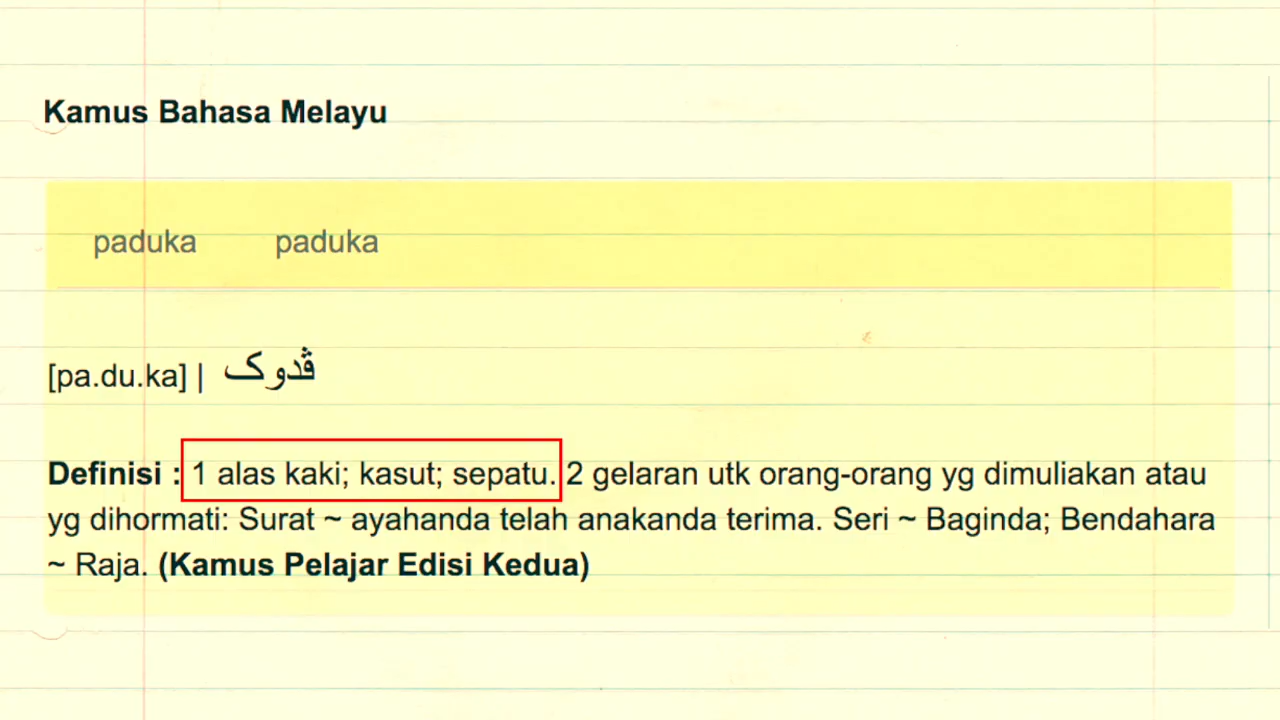 Kamus Bahasa Melayu
paduka paduka
[pa.du.ka] | ڤدوک
Definisi : 1 alas kaki; kasut; sepatu. 2 gelaran utk orang-orang yg dimuliakan atau
yg dihormati: Surat ~ ayahanda telah anakanda terima. Seri ~ Baginda; Bendahara
~ Raja. (Kamus Pelajar Edisi Kedua)